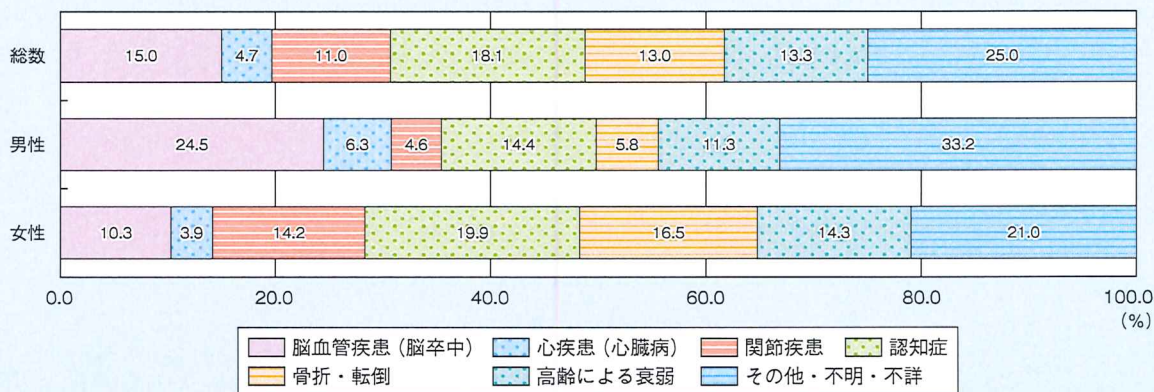 総数 15.0 4.7 11.0 18.1 13.0 13.3 25.0
男性 24.5 6.3 4.6 14.4 5.8 11.3 33.2
女性 10.3 3.9 14.2 19.9 16.5 14.3 21.0
0.0 20.0 40.0 60.0 80.0 100.0
(%)
脳血管疾患(脳卒中) 心疾患(心臓病) 関節疾患 認知症
骨折・転倒 高齢による衰弱 その他・不明・不詳